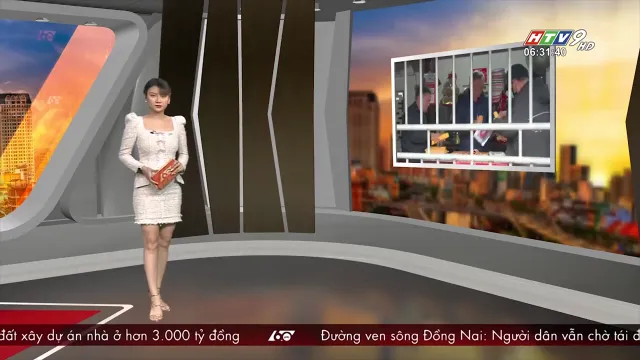 HTV9 HD
06:31:40
đất xây dự án nhà ở hơn 3.000 tỷ đồng 60 Đường ven sông Đồng Nai: Người dân vẫn chờ tái đ